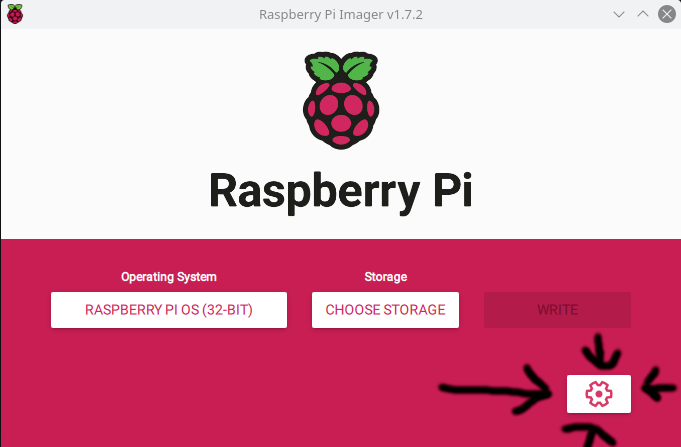 Raspberry Pi Imager v1.7.2
Raspberry Pi
Operating System
Storage
RASPBERRY PI OS (32-BIT)
CHOOSE STORAGE
WRITE